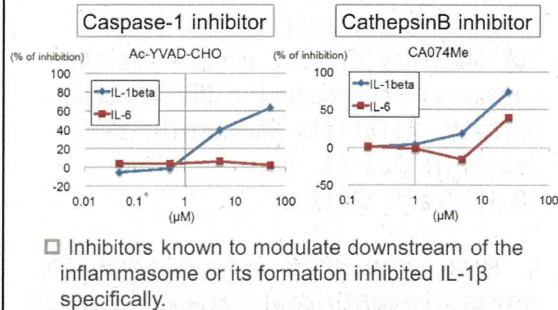 Caspase-1 inhibitor
CathepsinB inhibitor
Ac-YVAD-CHO
CA074Me
(% of inhibition)
(% of inhibition)
100
80
60
40
20
0
-20
IL-1beta
IL-6
0.01 0.1 1 10 100
(μM)
100
50
0
-50
IL-1beta
IL-6
0.1 1 10 100
(μM)
□ Inhibitors known to modulate downstream of the
inflammasome or its formation inhibited IL-1β
specifically.